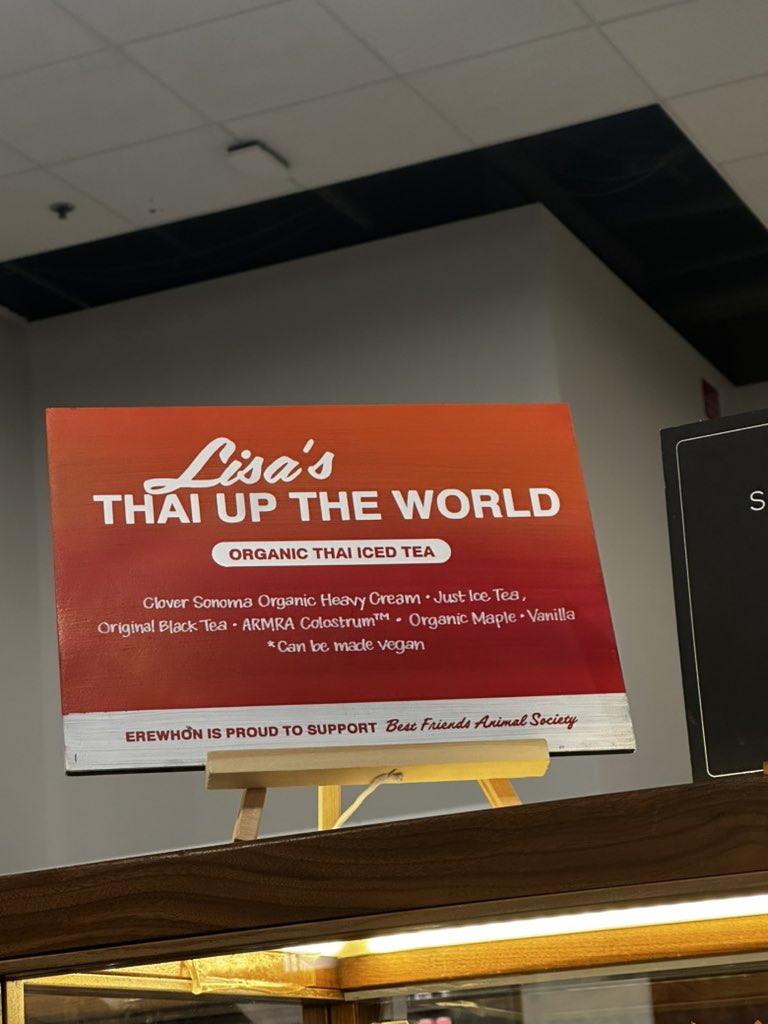 Lisa's
THAI UP THE WORLD
ORGANIC THAI ICED TEA
Clover Sonoma Organic Heavy Cream • Just Ice Tea,
Original Black Tea • ARMRA Colostrum™ • Organic Maple • Vanilla
*Can be made vegan
EREWHON IS PROUD TO SUPPORT Best Friends Animal Society
S